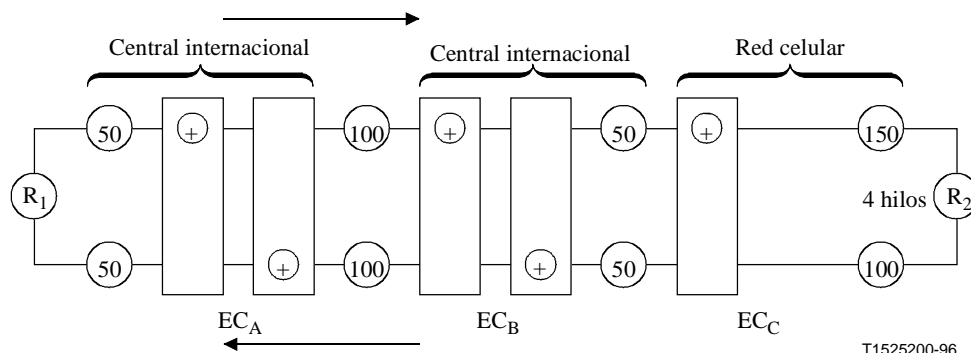 Central internacional
Central internacional
Red celular
50 + 100 + 50 + 150
R1 4 hilos R2
50 + 100 + 50 100
ECA ECB ECC
T1525200-96